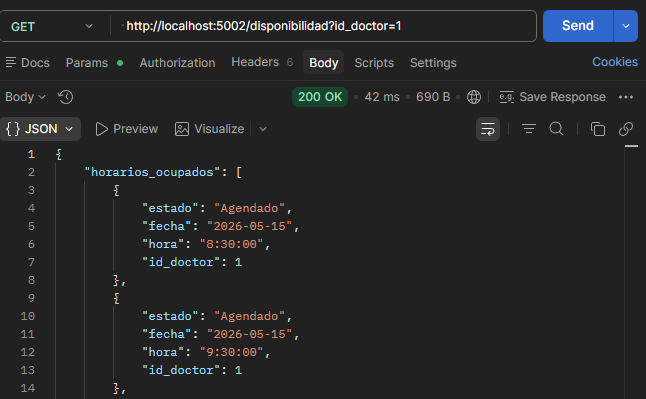 GET http://localhost:5002/disponibilidad?id_doctor=1 Send
Docs Params Authorization Headers 6 Body Scripts Settings Cookies
Body 200 OK • 42 ms • 690 B • e.g. Save Response
{} JSON Preview Visualize
1 {
2 "horarios_ocupados": [
3 {
4 "estado": "Agendado",
5 "fecha": "2026-05-15",
6 "hora": "8:30:00",
7 "id_doctor": 1
8 },
9 {
10 "estado": "Agendado",
11 "fecha": "2026-05-15",
12 "hora": "9:30:00",
13 "id_doctor": 1
14 },